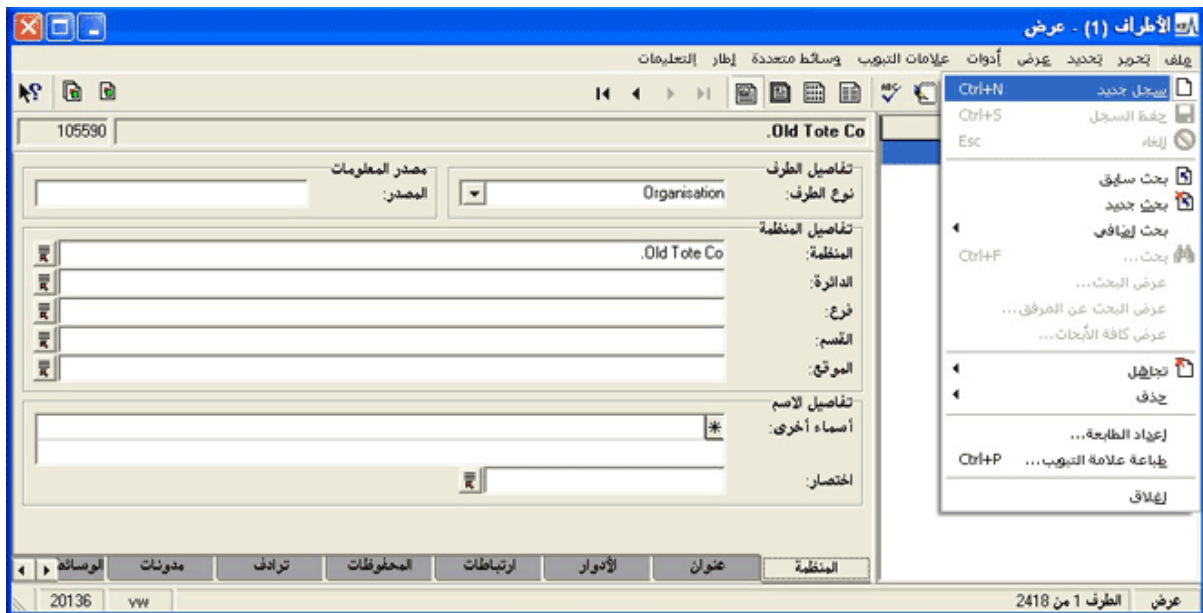 الأطراف (1) - عرض
ملف تحرير تحديد عرض أدوات علامات التبويب وسائط متعددة إطار التعليمات
سجل جديد Ctrl+N
حفظ السجل Ctrl+S
إلغاء Esc
بحث سابق
بحث جديد
بحث إضافي
بحث... Ctrl+F
عرض البحث...
عرض البحث عن المرفق...
عرض كافة الأبحاث...
تجاهل
حذف
إعداد الطابعة...
طباعة علامة التبويب... Ctrl+P
إغلاق
ABC
.Old Tote Co 105590
تفاصيل الطرف
نوع الطرف: Organisation
مصدر المعلومات
المصدر:
تفاصيل المنظمة
المنظمة: .Old Tote Co
الدائرة:
فرع:
القسم:
الموقع:
تفاصيل الاسم
أسماء أخرى:
اختصار:
المنظمة عنوان الأدوار ارتباطات المحفوظات ترادف مدونات الوسائط
عرض الطرف 1 من 2418 vw 20136